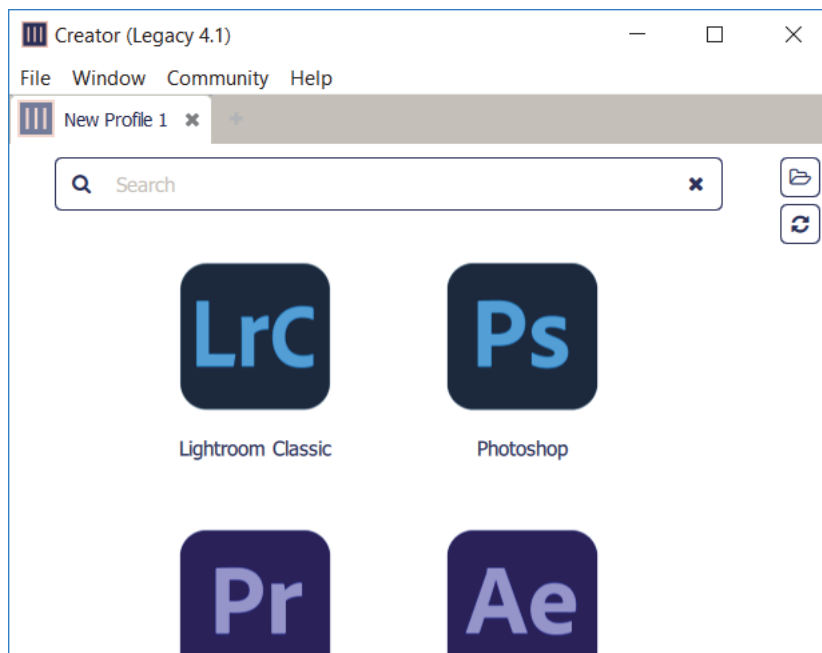 Creator (Legacy 4.1)
File Window Community Help
New Profile 1
Search
LrC Ps
Lightroom Classic Photoshop
Pr Ae